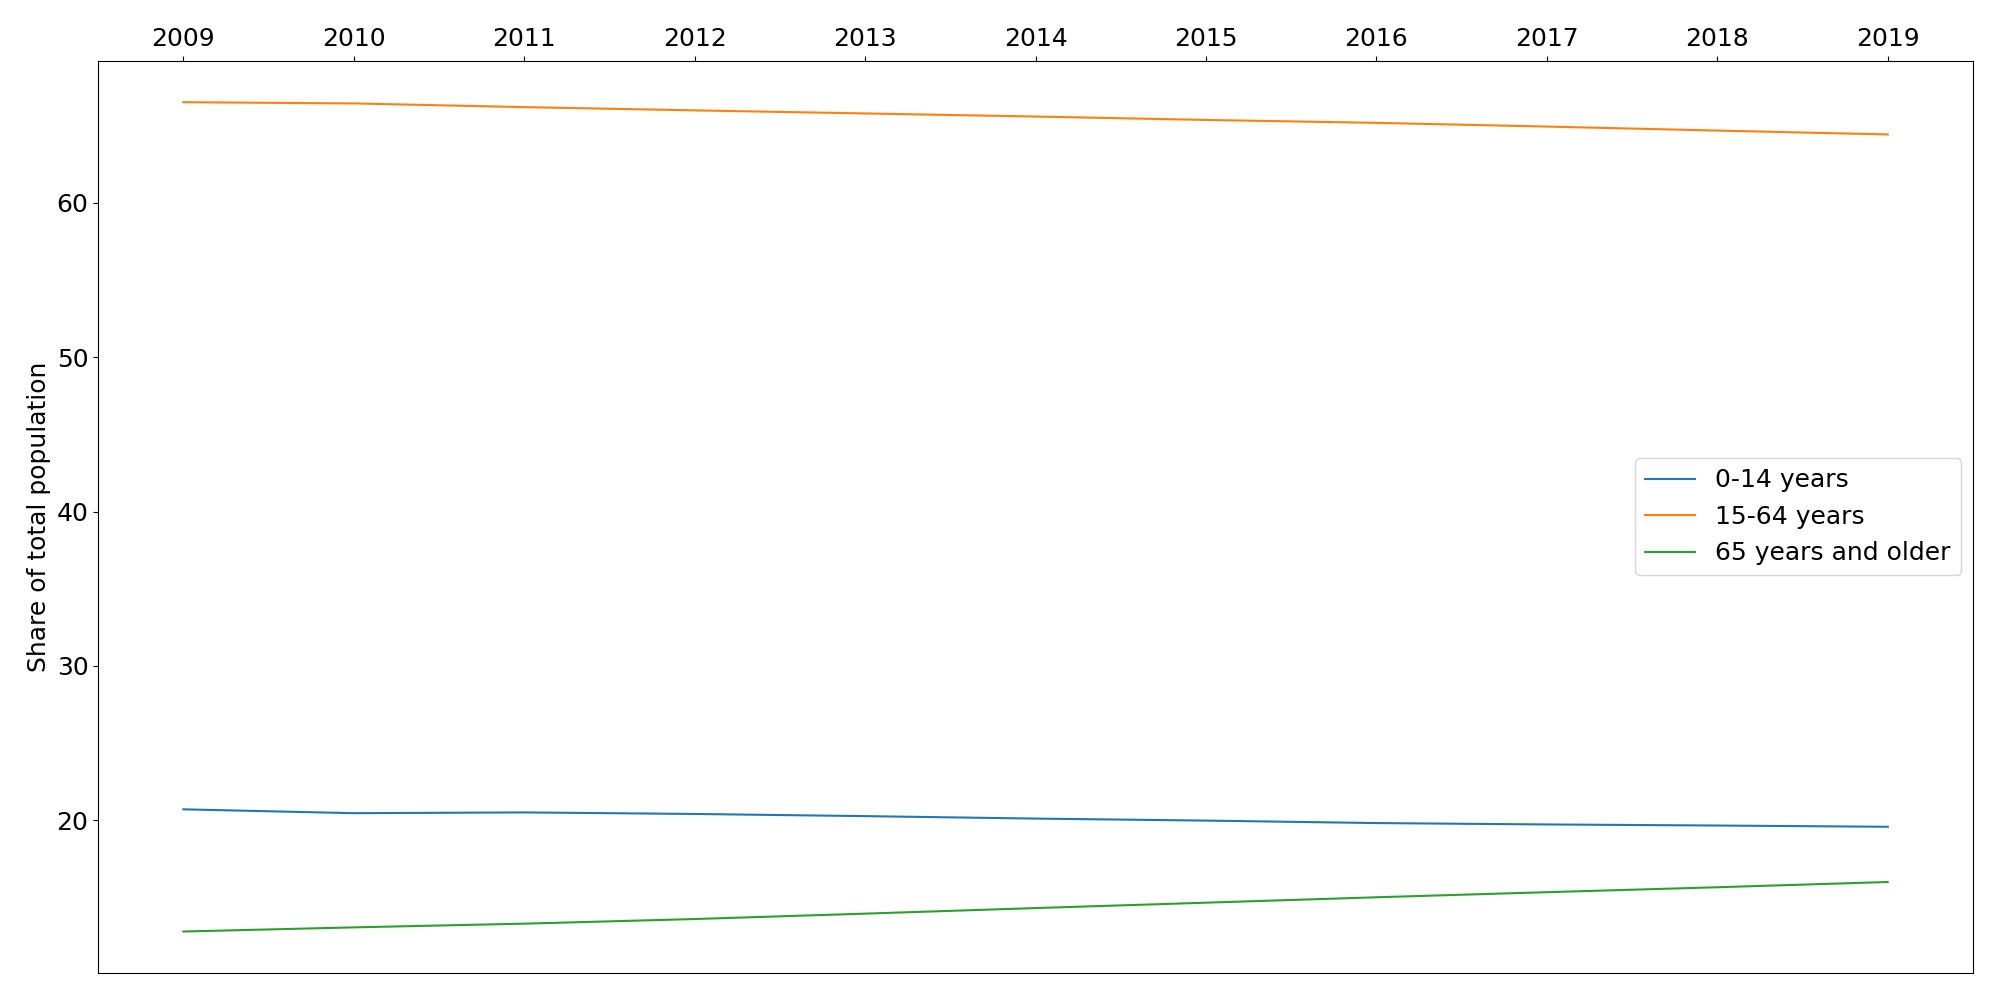 2009 2010 2011 2012 2013 2014 2015 2016 2017 2018 2019
60
50
40
30
20
Share of total population
0-14 years
15-64 years
65 years and older